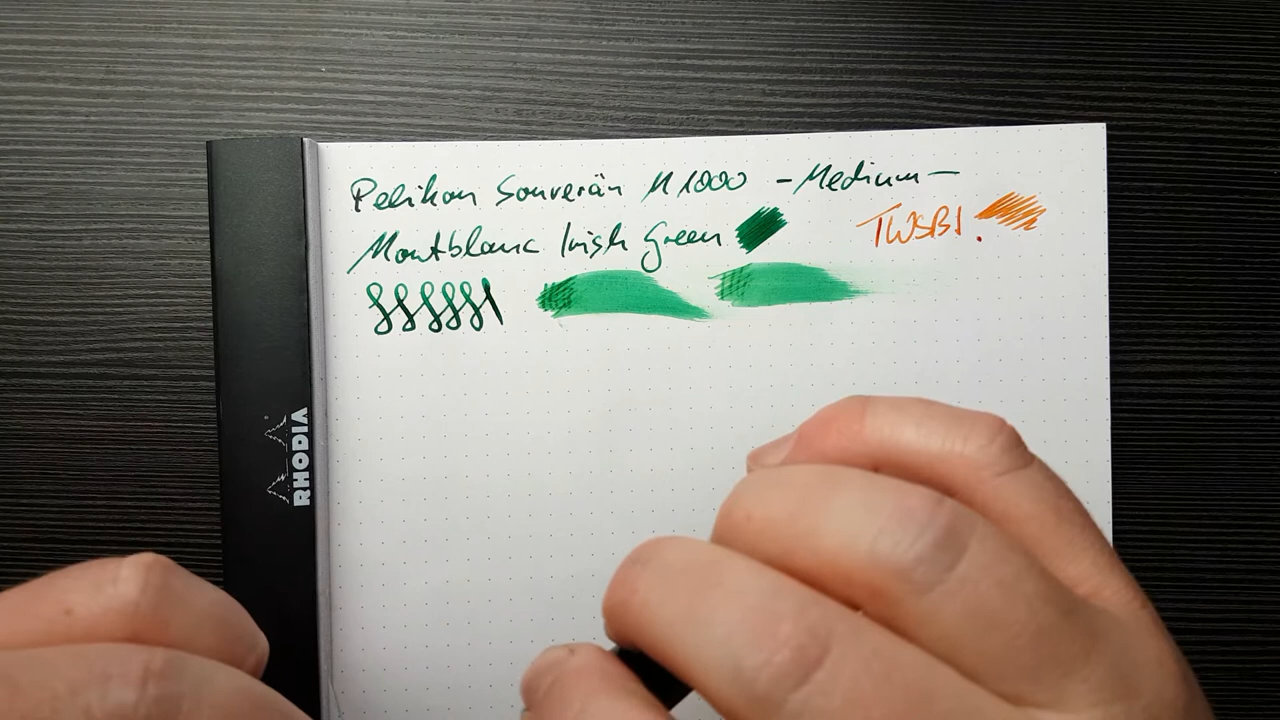 Pelikan Souverän M1000 – Medium –
Montblanc Irish Green
TWSBI.
RHODIA